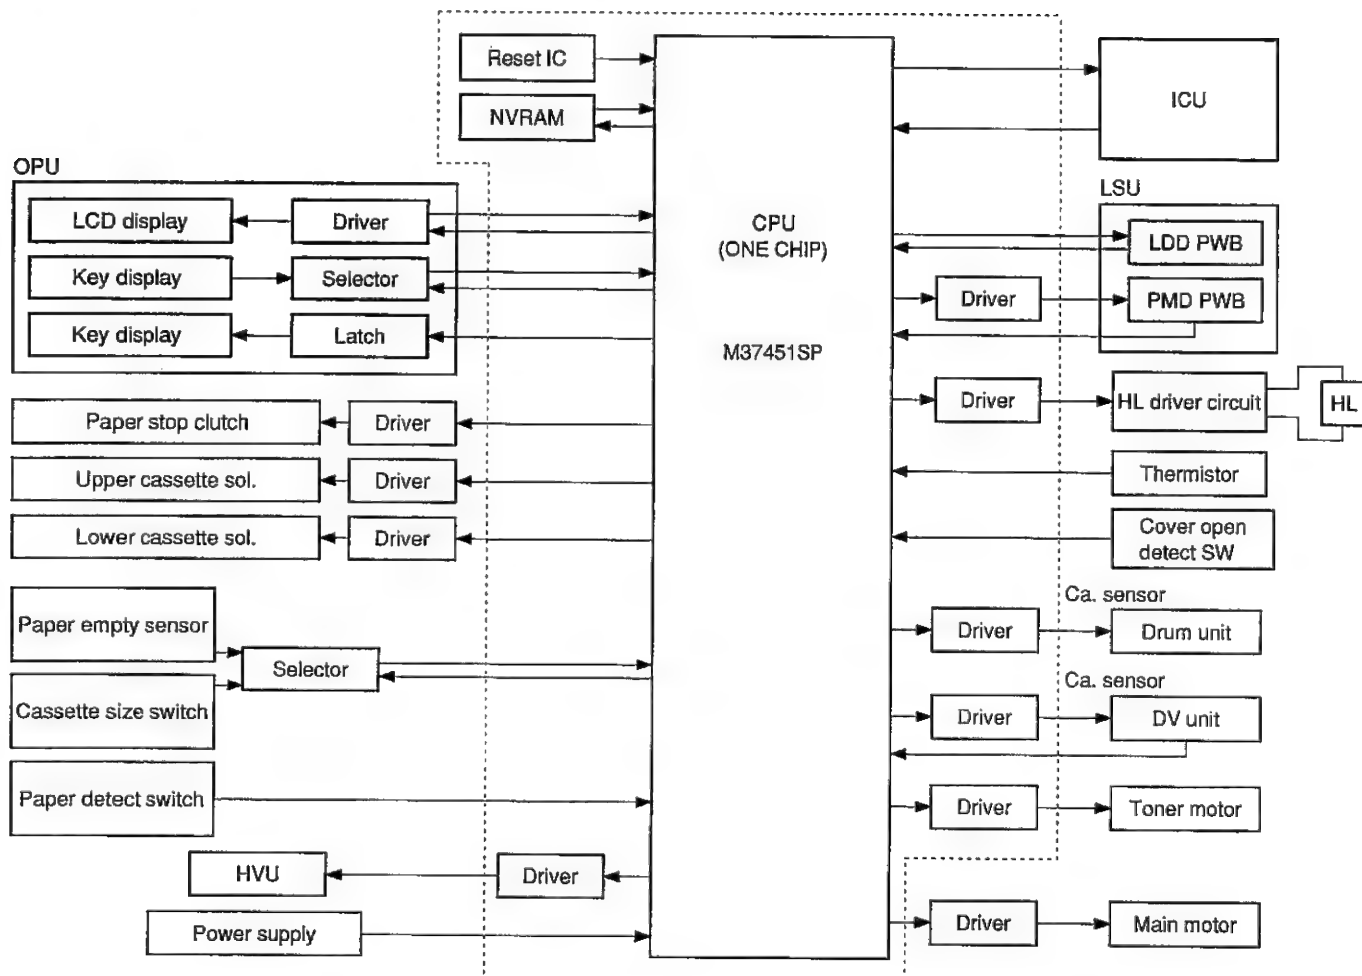 Reset IC
NVRAM
OPU
LCD display
Driver
Key display
Selector
Key display
Latch
Paper stop clutch
Driver
Upper cassette sol.
Driver
Lower cassette sol.
Driver
Paper empty sensor
Selector
Cassette size switch
Paper detect switch
HVU
Driver
Power supply
CPU
(ONE CHIP)
M37451SP
ICU
LSU
LDD PWB
Driver
PMD PWB
Driver
HL driver circuit
HL
Thermistor
Cover open
detect SW
Ca. sensor
Driver
Drum unit
Ca. sensor
Driver
DV unit
Driver
Toner motor
Driver
Main motor